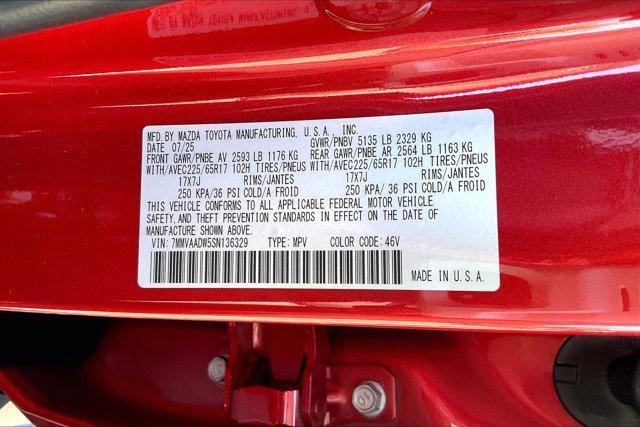 MFD. BY MAZDA TOYOTA MANUFACTURING, U.S.A., INC.
DATE 07/25 GVWR/PNBV 5135 LB 2329 KG
FRONT GAWR/PNBE AV 2593 LB 1176 KG REAR GAWR/PNBE AR 2564 LB 1163 KG
WITH/AVEC225/65R17 102H TIRES/PNEUS WITH/AVEC225/65R17 102H TIRES/PNEUS
17X7J RIMS/JANTES 17X7J RIMS/JANTES
250 KPA/36 PSI COLD/A FROID 250 KPA/36 PSI COLD/A FROID
THIS VEHICLE CONFORMS TO ALL APPLICABLE FEDERAL MOTOR VEHICLE
SAFETY, AND THEFT PREVENTION STANDARDS IN EFFECT ON THE DATE OF
MANUFACTURE SHOWN ABOVE.
VIN: 7MMVAADW5SN136329 TYPE: MPV COLOR CODE: 46V
MADE IN U.S.A.